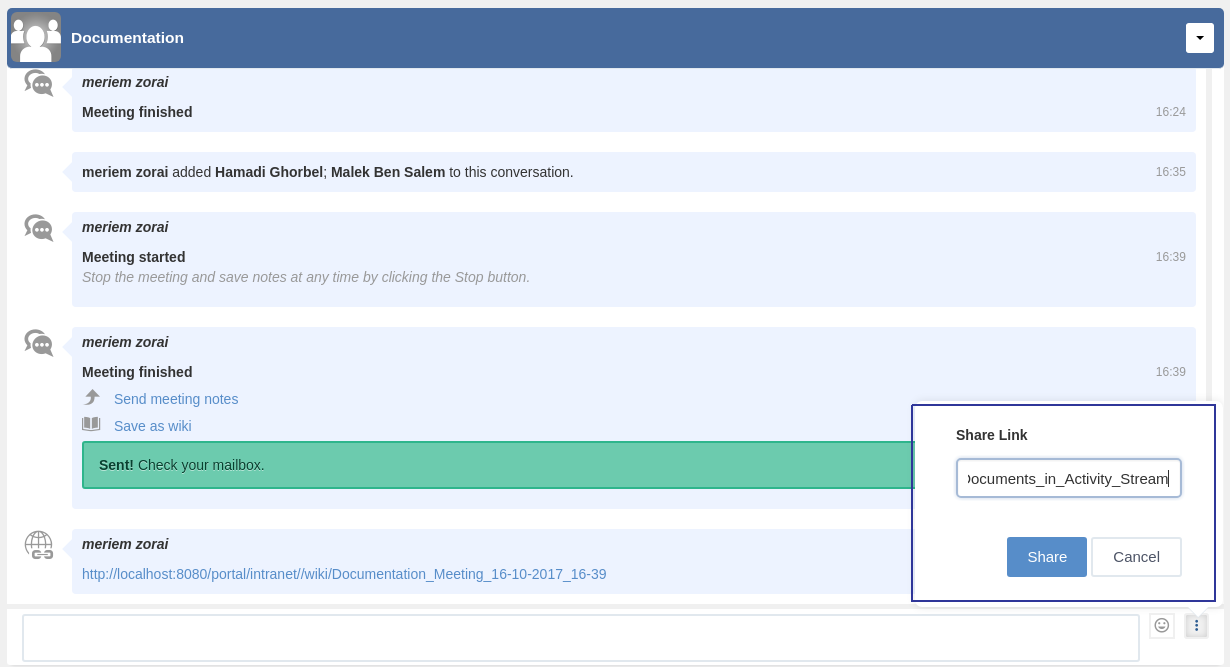 Documentation
meriem zorai
Meeting finished 16:24
meriem zorai added Hamadi Ghorbel; Malek Ben Salem to this conversation. 16:35
meriem zorai
Meeting started 16:39
Stop the meeting and save notes at any time by clicking the Stop button.
meriem zorai
Meeting finished 16:39
Send meeting notes
Save as wiki
Sent! Check your mailbox.
meriem zorai
http://localhost:8080/portal/intranet//wiki/Documentation_Meeting_16-10-2017_16-39
Share Link
ocuments_in_Activity_Stream
Share Cancel